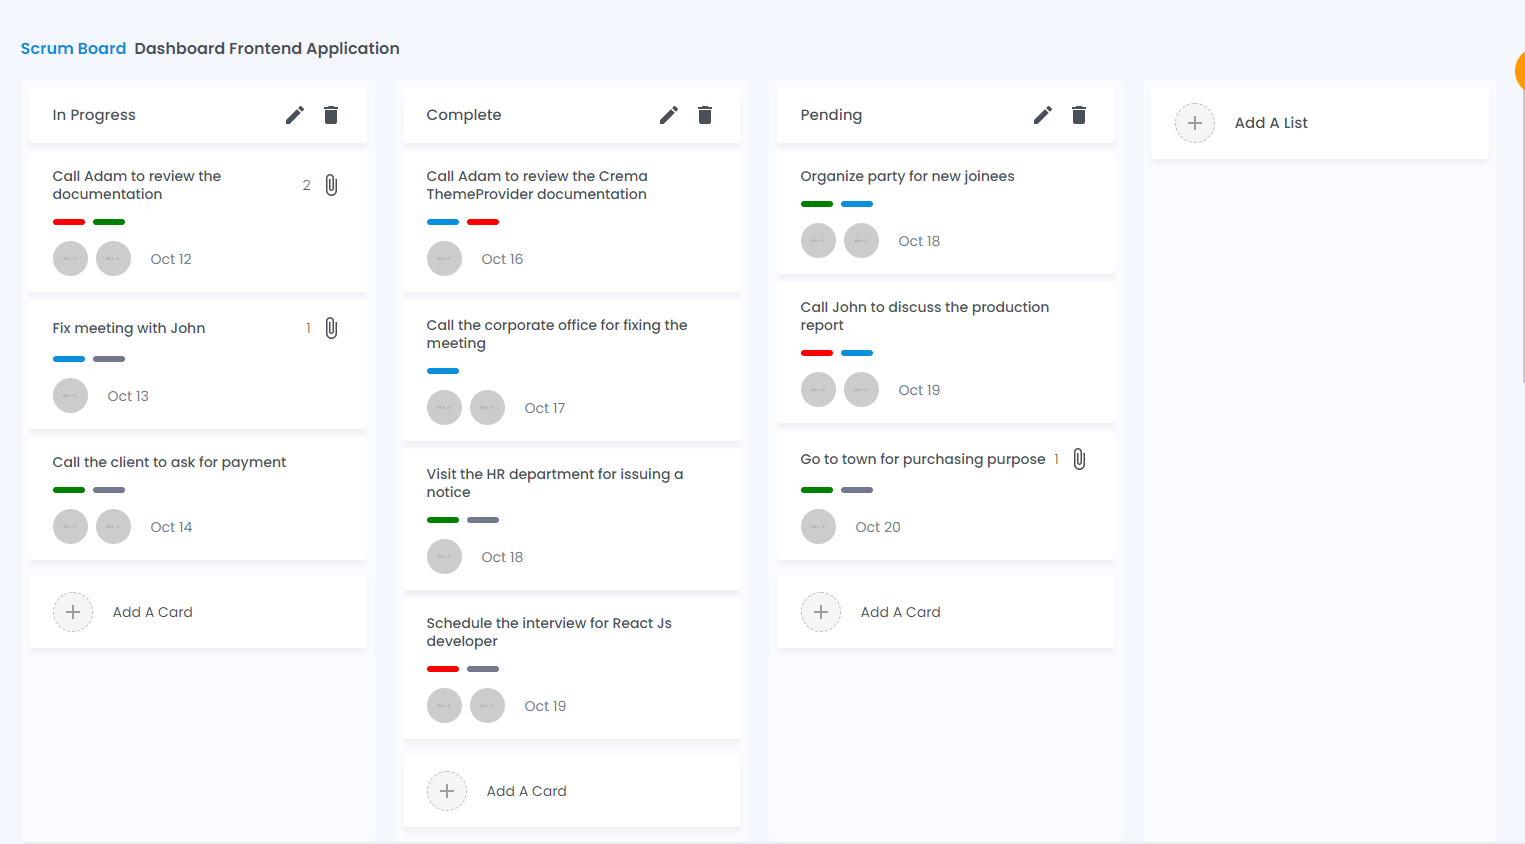 Scrum Board Dashboard Frontend Application
In Progress
Call Adam to review the
documentation
2
Oct 12
Fix meeting with John
1
Oct 13
Call the client to ask for payment
Oct 14
Add A Card
Complete
Call Adam to review the Crema
ThemeProvider documentation
Oct 16
Call the corporate office for fixing the
meeting
Oct 17
Visit the HR department for issuing a
notice
Oct 18
Schedule the interview for React Js
developer
Oct 19
Add A Card
Pending
Organize party for new joinees
Oct 18
Call John to discuss the production
report
Oct 19
Go to town for purchasing purpose 1
Oct 20
Add A Card
Add A List